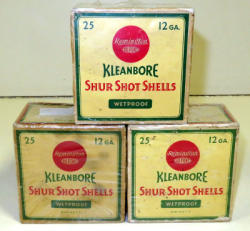 25 12 GA.
Remington
KLEANBORE
SHUR SHOT SHELLS
WETPROOF
25 12 GA.
Remington
KLEANBORE
SHUR SHOT SHELLS
WETPROOF
25 12 GA.
Remington
KLEANBORE
SHUR SHOT SHELLS
WETPROOF